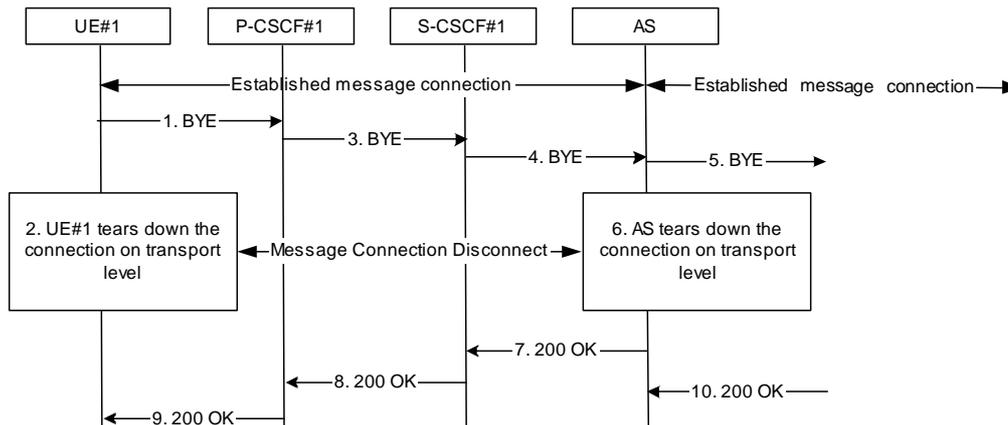 UE#1
P-CSCF#1
S-CSCF#1
AS
Established message connection
Established message connection
1. BYE
3. BYE
4. BYE
5. BYE
2. UE#1 tears down the
connection on transport
level
Message Connection Disconnect
6. AS tears down the
connection on transport
level
7. 200 OK
8. 200 OK
10. 200 OK
9. 200 OK